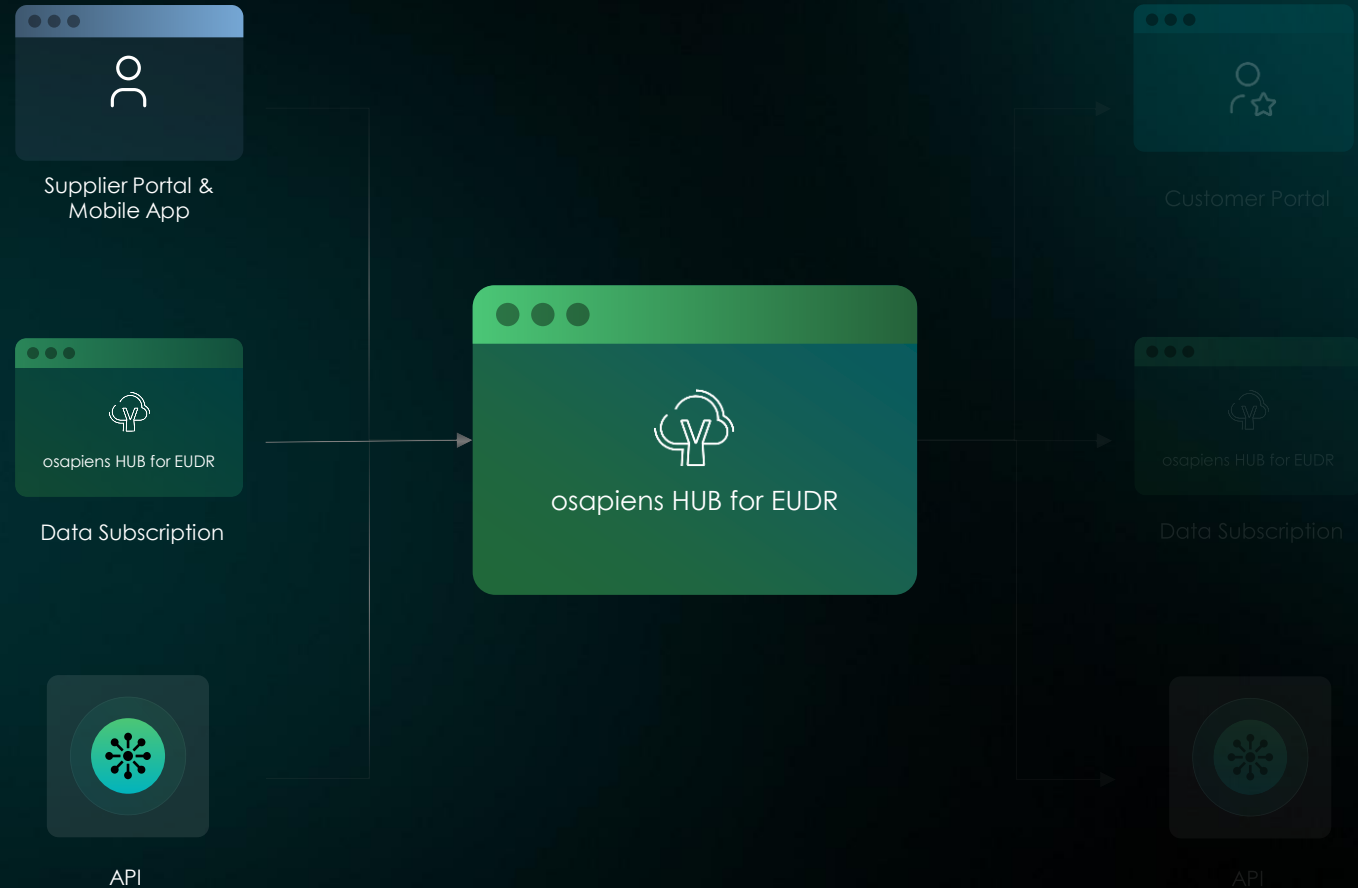 Supplier Portal &
Mobile App
osapiens HUB for EUDR
Data Subscription
API
osapiens HUB for EUDR
Customer Portal
osapiens HUB for EUDR
Data Subscription
API